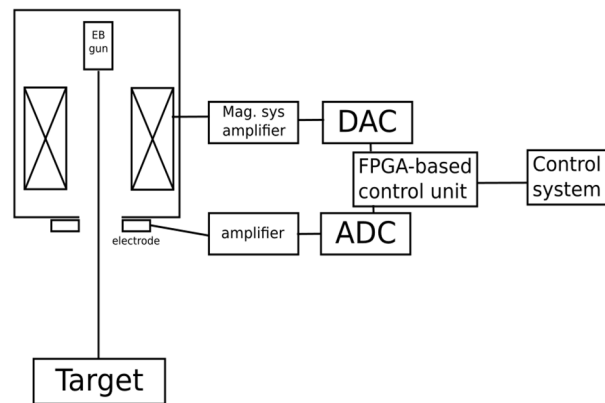 EB
gun
Mag. sys
amplifier
DAC
FPGA-based
control unit
Control
system
electrode
amplifier
ADC
Target